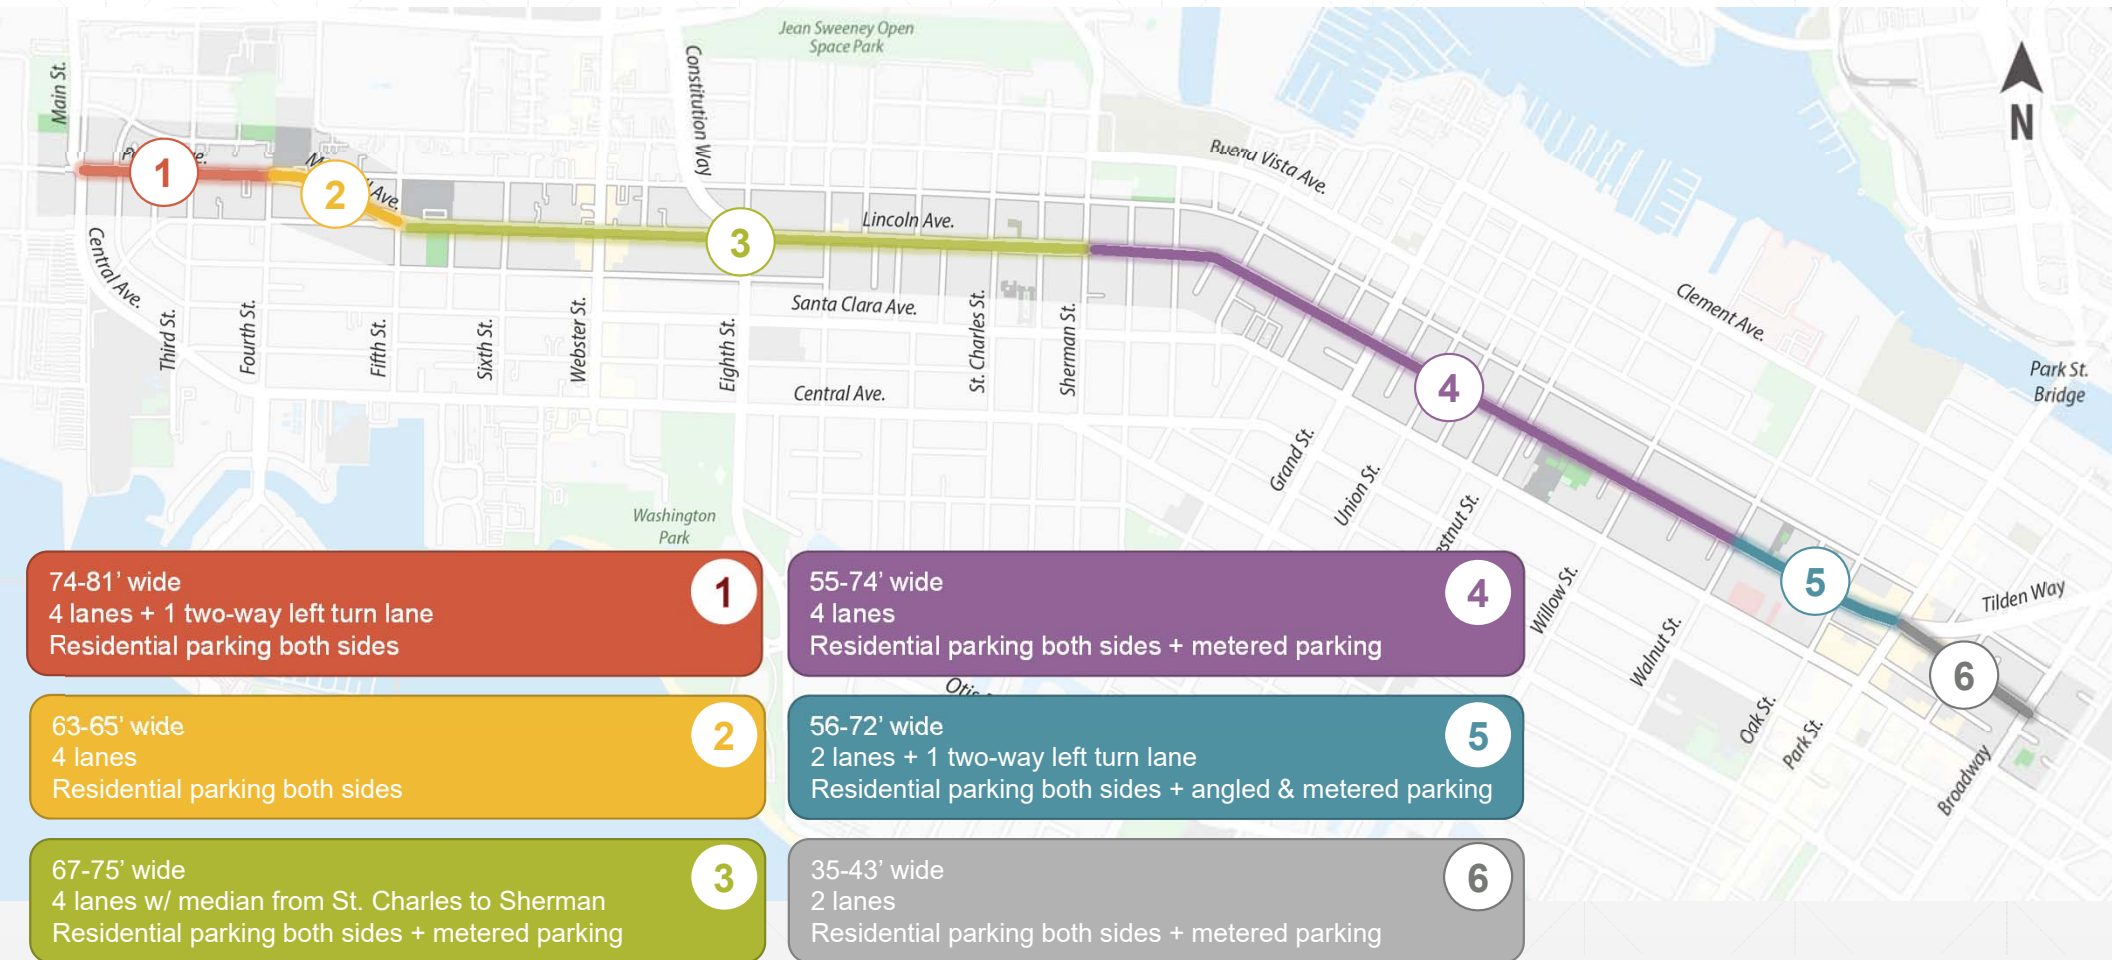 Jean Sweeney Open
Space Park
Main St.
Constitution Way
N
Buena Vista Ave.
Ave.
1
2
3
Lincoln Ave.
Central Ave.
Third St.
Fourth St.
Fifth St.
Sixth St.
Webster St.
Eighth St.
Santa Clara Ave.
St. Charles St.
Sherman St.
Central Ave.
Clement Ave.
Park St.
Bridge
4
Grand St.
Union St.
Washington
Park
Willow St.
Walnut St.
Oak St.
Park St.
Broadway
5
Tilden Way
6
74-81’ wide
4 lanes + 1 two-way left turn lane
Residential parking both sides
1
63-65’ wide
4 lanes
Residential parking both sides
2
67-75’ wide
4 lanes w/ median from St. Charles to Sherman
Residential parking both sides + metered parking
3
55-74’ wide
4 lanes
Residential parking both sides + metered parking
4
56-72’ wide
2 lanes + 1 two-way left turn lane
Residential parking both sides + angled & metered parking
5
35-43’ wide
2 lanes
Residential parking both sides + metered parking
6